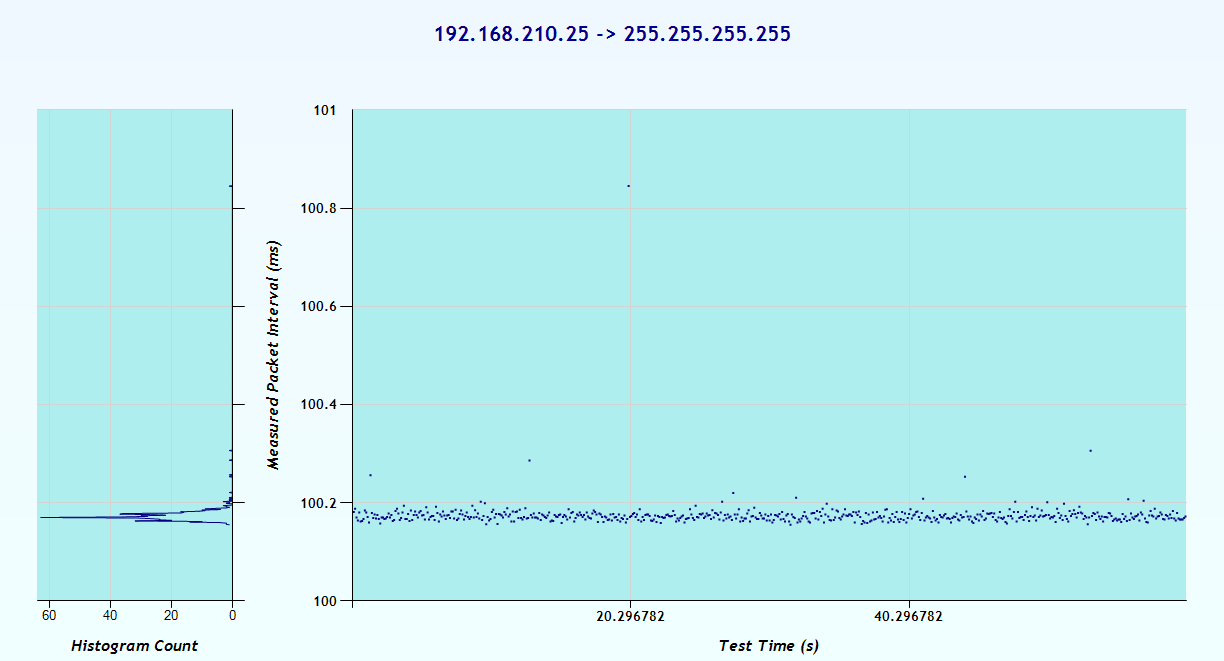 192.168.210.25 -> 255.255.255.255
101
100.8
100.6
100.4
100.2
100
Measured Packet Interval (ms)
60 40 20 0
20.296782 40.296782
Histogram Count
Test Time (s)